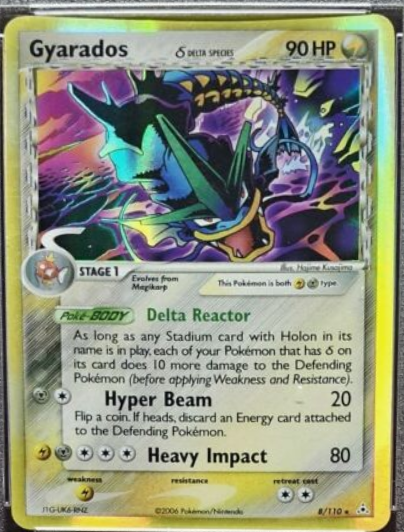 Gyarados δ DELTA SPECIES 90 HP
illus. Hajime Kusajima
STAGE 1 Evolves from
Magikarp
This Pokémon is both type.
Poké-BODY Delta Reactor
As long as any Stadium card with Holon in its
name is in play, each of your Pokémon that has δ on
its card does 10 more damage to the Defending
Pokémon (before applying Weakness and Resistance).
Hyper Beam 20
Flip a coin. If heads, discard an Energy card attached
to the Defending Pokémon.
Heavy Impact 80
weakness resistance retreat cost
J1G-UK6-RNZ ©2006 Pokémon/Nintendo 8/110 ★